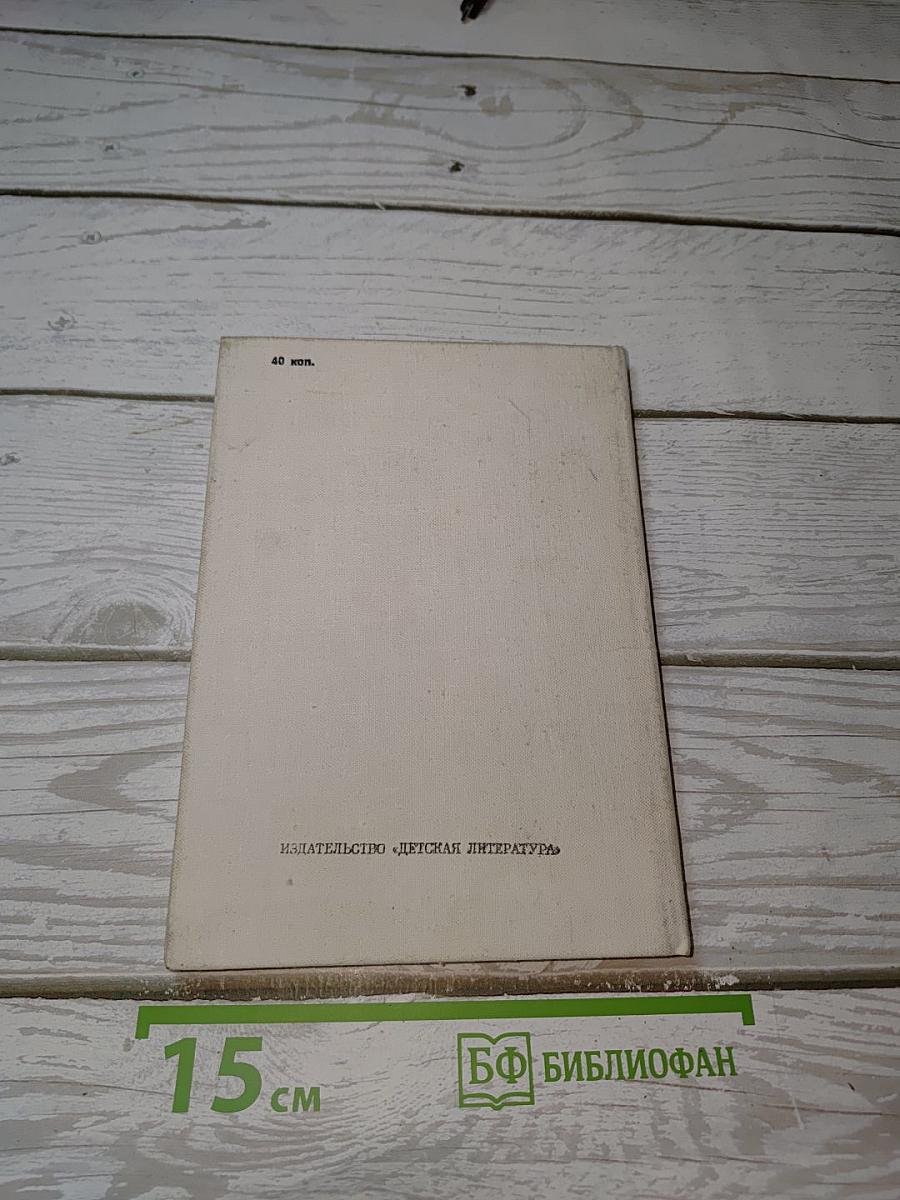 40 коп.
ИЗДАТЕЛЬСТВО «ДЕТСКАЯ ЛИТЕРАТУРА»
15 см
БФ БИБЛИОФАН